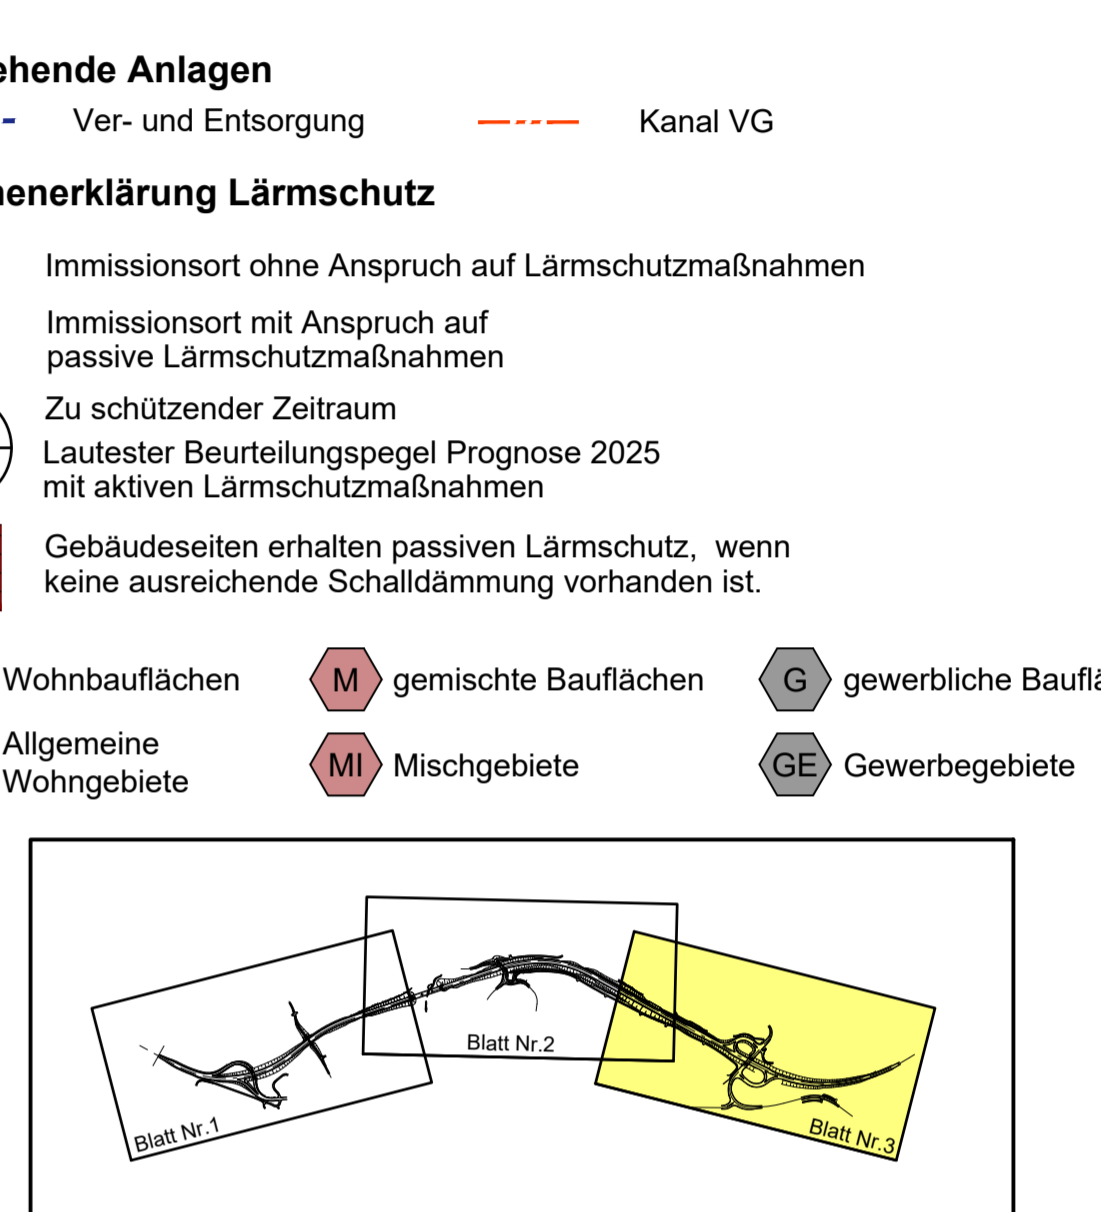 ehende Anlagen
Ver- und Entsorgung Kanal VG
nenerklärung Lärmschutz
Immissionsort ohne Anspruch auf Lärmschutzmaßnahmen
Immissionsort mit Anspruch auf
passive Lärmschutzmaßnahmen
Zu schützender Zeitraum
Lautester Beurteilungspegel Prognose 2025
mit aktiven Lärmschutzmaßnahmen
Gebäudeseiten erhalten passiven Lärmschutz, wenn
keine ausreichende Schalldämmung vorhanden ist.
Wohnbauflächen M gemischte Bauflächen G gewerbliche Bauflä
Allgemeine
Wohngebiete MI Mischgebiete GE Gewerbegebiete
Blatt Nr.1
Blatt Nr.2
Blatt Nr.3